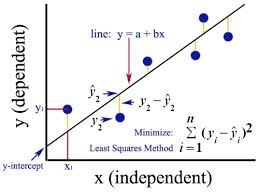 line: y = a + bx
y (dependent)
ŷ₂
y₂ - ŷ₂
y₁
y₂
n
Minimize: Σ (yᵢ - ŷᵢ)²
Least Squares Method i = 1
y-intercept
x₁
x (independent)